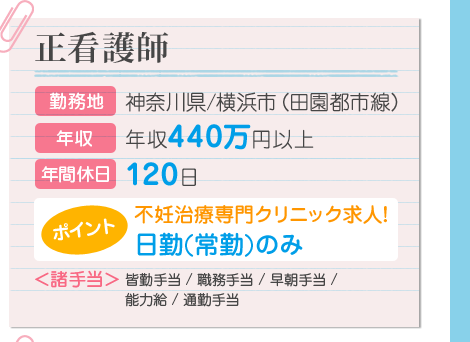 正看護師
勤務地 神奈川県/横浜市（田園都市線）
年収 年収440万円以上
年間休日 120日
ポイント 不妊治療専門クリニック求人!
日勤(常勤)のみ
＜諸手当＞ 皆勤手当 / 職務手当 / 早朝手当 /
能力給 / 通勤手当